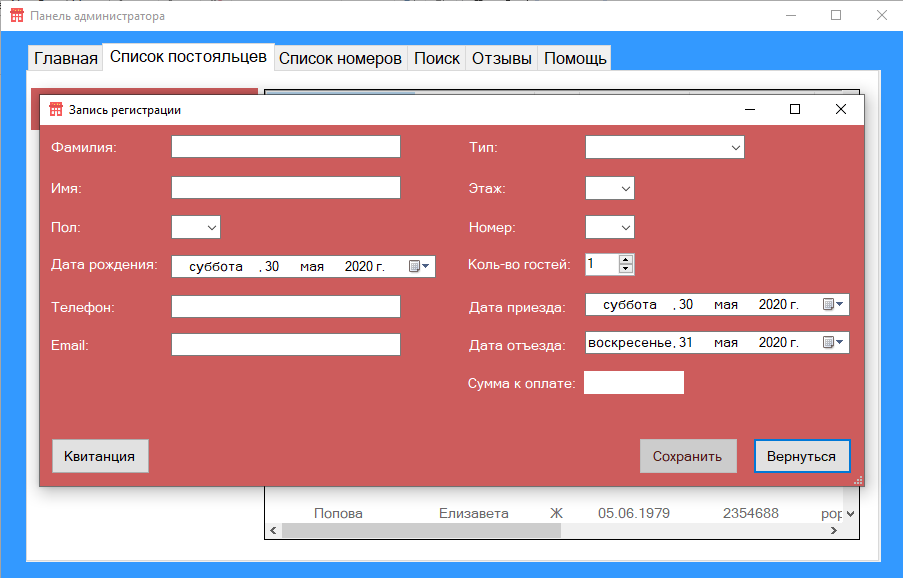 Панель администратора
Главная Список постояльцев Список номеров Поиск Отзывы Помощь
Запись регистрации
Фамилия: Тип:
Имя: Этаж:
Пол: Номер:
Дата рождения: суббота , 30 мая 2020 г. Коль-во гостей: 1
Телефон: Дата приезда: суббота , 30 мая 2020 г.
Email: Дата отъезда: воскресенье, 31 мая 2020 г.
Сумма к оплате:
Квитанция Сохранить Вернуться
Попова Елизавета Ж 05.06.1979 2354688